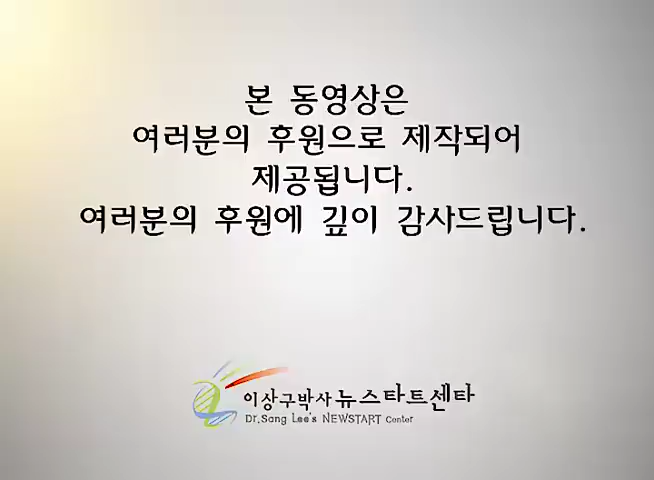 본 동영상은
여러분의 후원으로 제작되어
제공됩니다.
여러분의 후원에 깊이 감사드립니다.
이상구박사 뉴스타트센타
Dr.Sang Lee's NEWSTART Center